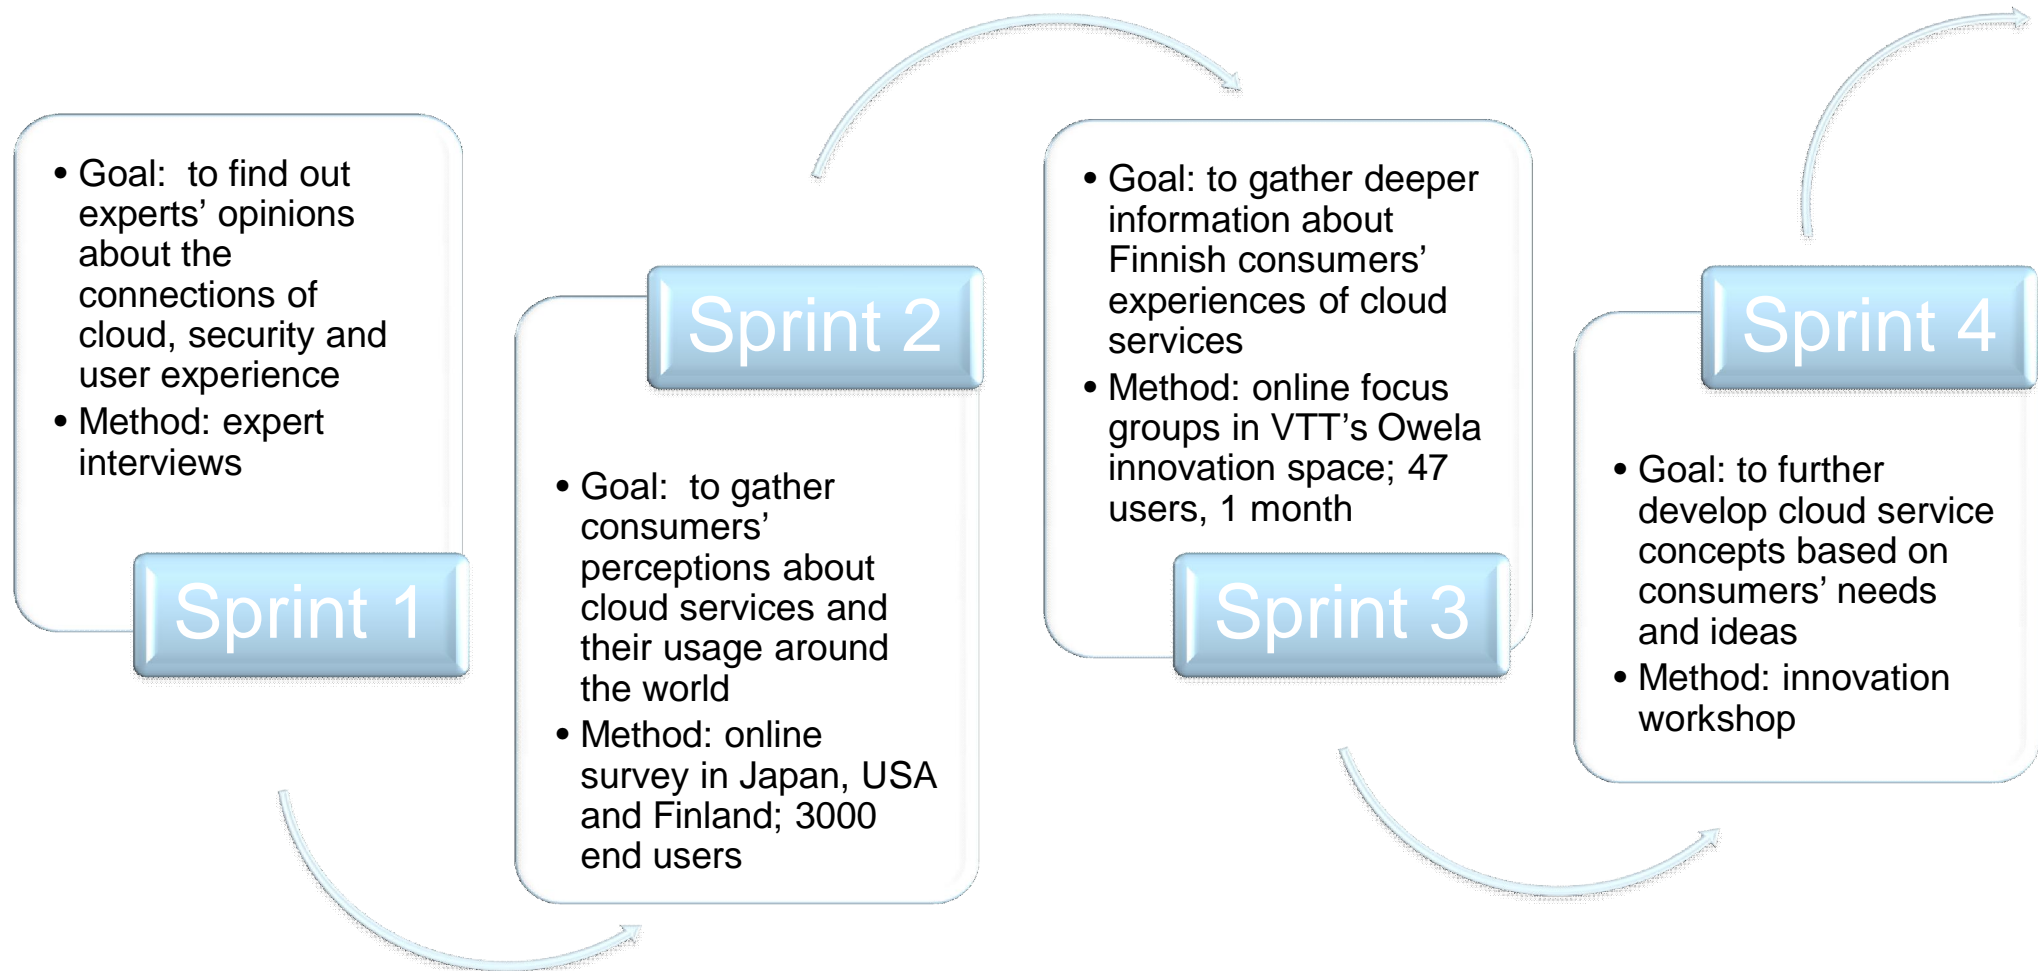 • Goal:  to find out
experts’ opinions
about the
connections of
cloud, security and
user experience
• Method: expert
interviews
Sprint 1
Sprint 2
• Goal:  to gather
consumers’
perceptions about
cloud services and
their usage around
the world
• Method: online
survey in Japan, USA
and Finland; 3000
end users
• Goal: to gather deeper
information about
Finnish consumers’
experiences of cloud
services
• Method: online focus
groups in VTT’s Owela
innovation space; 47
users, 1 month
Sprint 3
Sprint 4
• Goal: to further
develop cloud service
concepts based on
consumers’ needs
and ideas
• Method: innovation
workshop